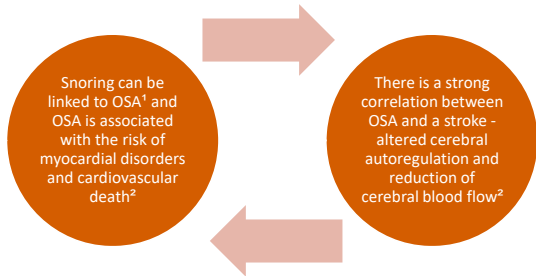 Snoring can be
linked to OSA¹ and
OSA is associated
with the risk of
myocardial disorders
and cardiovascular
death²
There is a strong
correlation between
OSA and a stroke -
altered cerebral
autoregulation and
reduction of
cerebral blood flow²